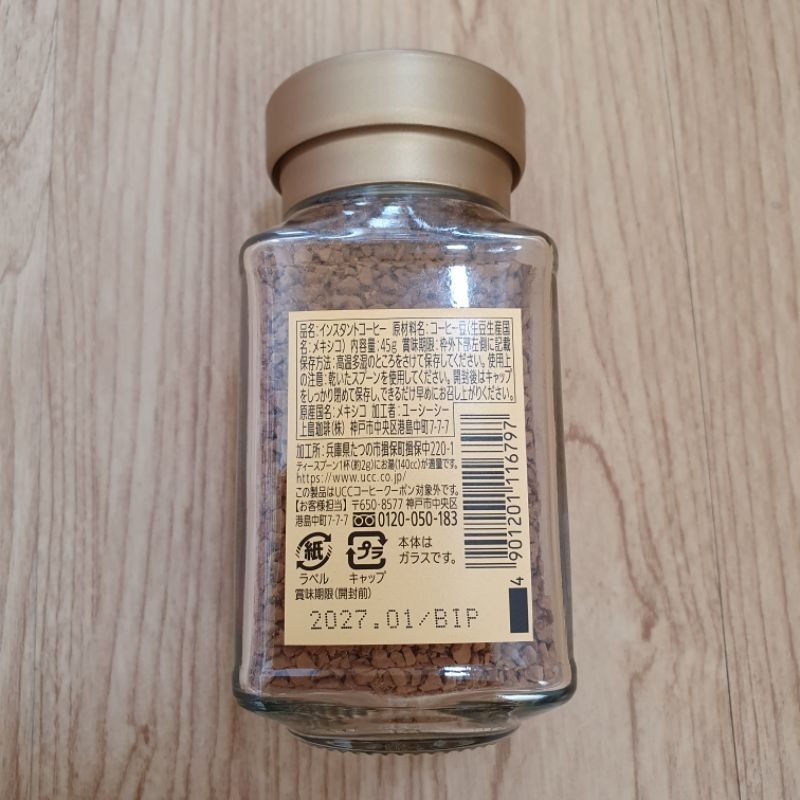 品名:インスタントコーヒー 原材料名:コーヒー豆(生豆生産国
名:メキシコ) 内容量:45g 賞味期限:枠外下部左側に記載
保存方法:高温多湿のところをさけて保存してください。使用上
の注意:乾いたスプーンを使用してください。開封後はキャップ
をしっかり閉めて保存し、できるだけ早めにお召し上がりください。
原産国名:メキシコ 加工者:ユーシーシー
上島珈琲(株) 神戸市中央区港島中町7-7-7
加工所:兵庫県たつの市揖保町揖保中220-1
ティースプーン1杯(約2g)にお湯(140cc)が適量です。
https://www.ucc.co.jp/
この製品はUCCコーヒークーポン対象外です。
【お客様担当】〒650-8577 神戸市中央区
港島中町7-7-7 0120-050-183
紙 プラ 本体は
ガラスです。
ラベル キャップ
賞味期限(開封前)
2027.01/BIP
4 901201 116797